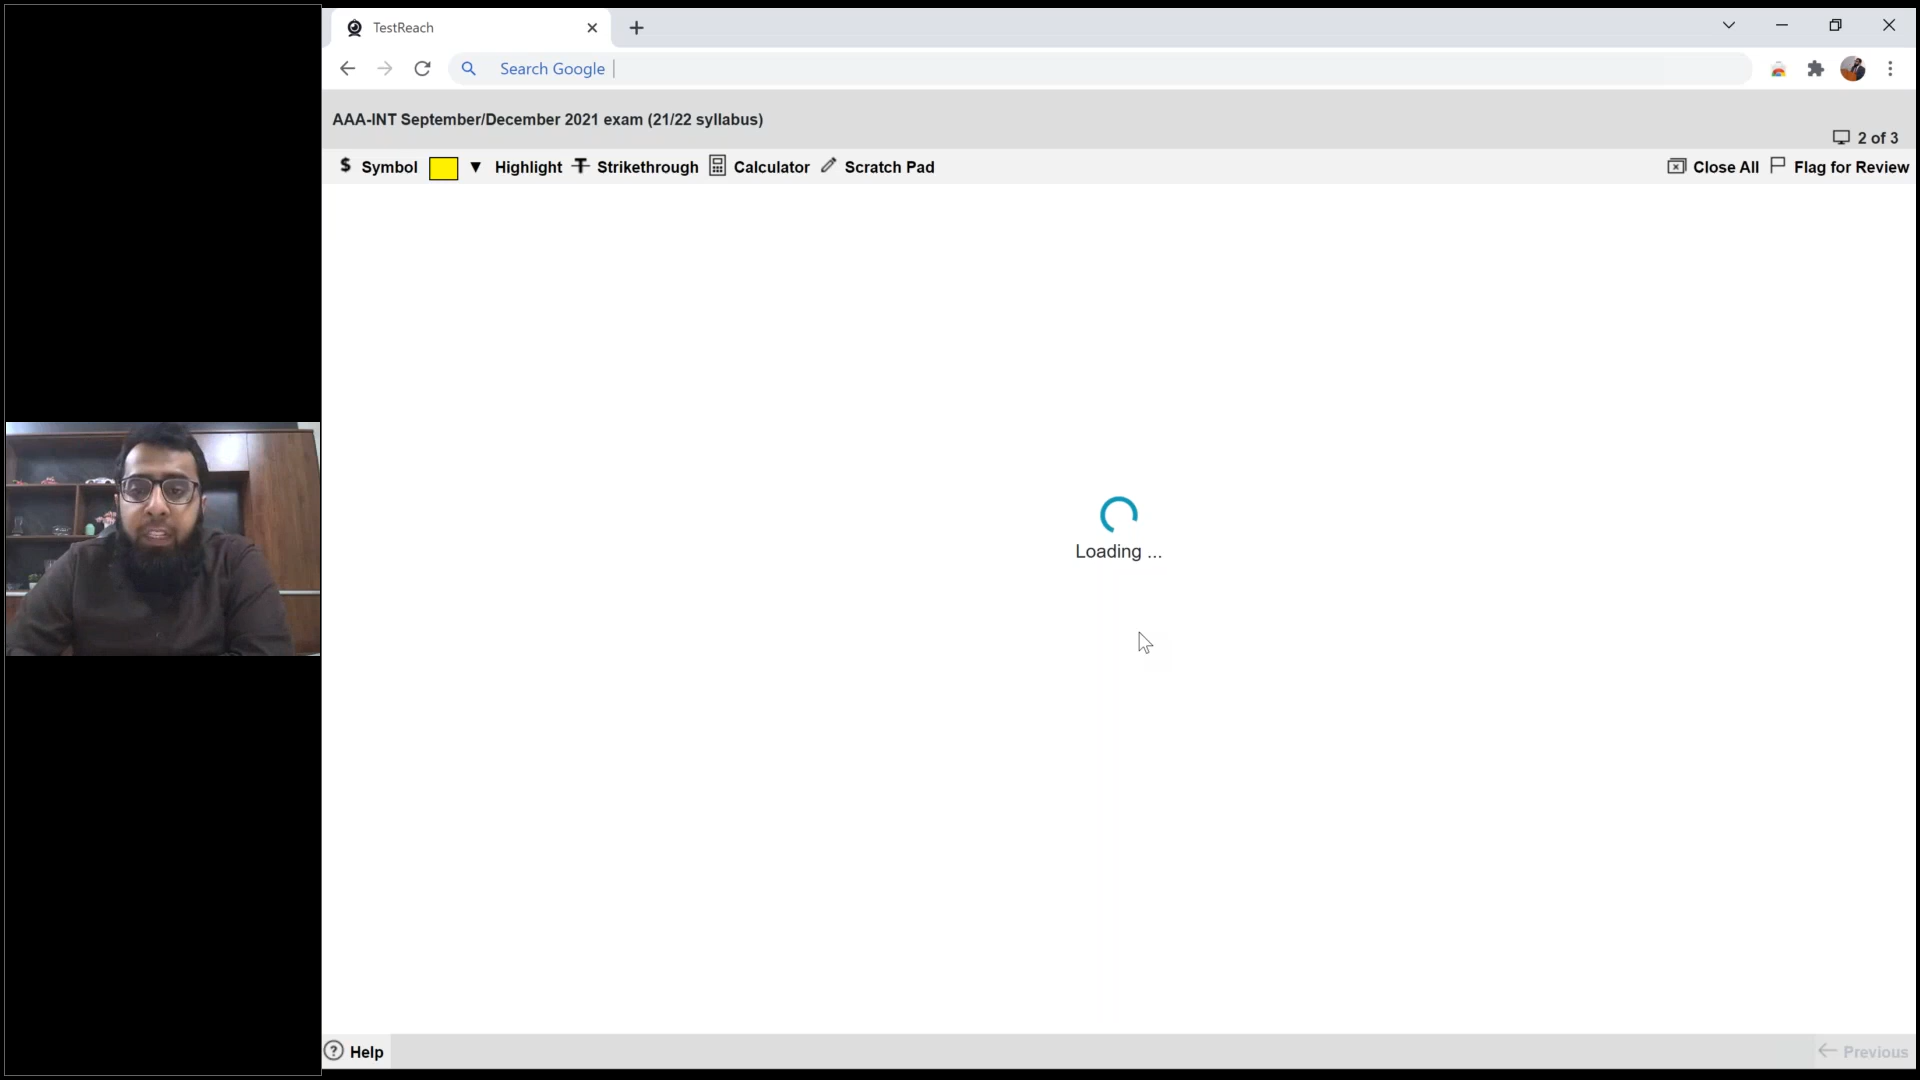 TestReach
Search Google
AAA-INT September/December 2021 exam (21/22 syllabus)
2 of 3
$ Symbol Highlight Strikethrough Calculator Scratch Pad Close All Flag for Review
Loading ...
Help Previous